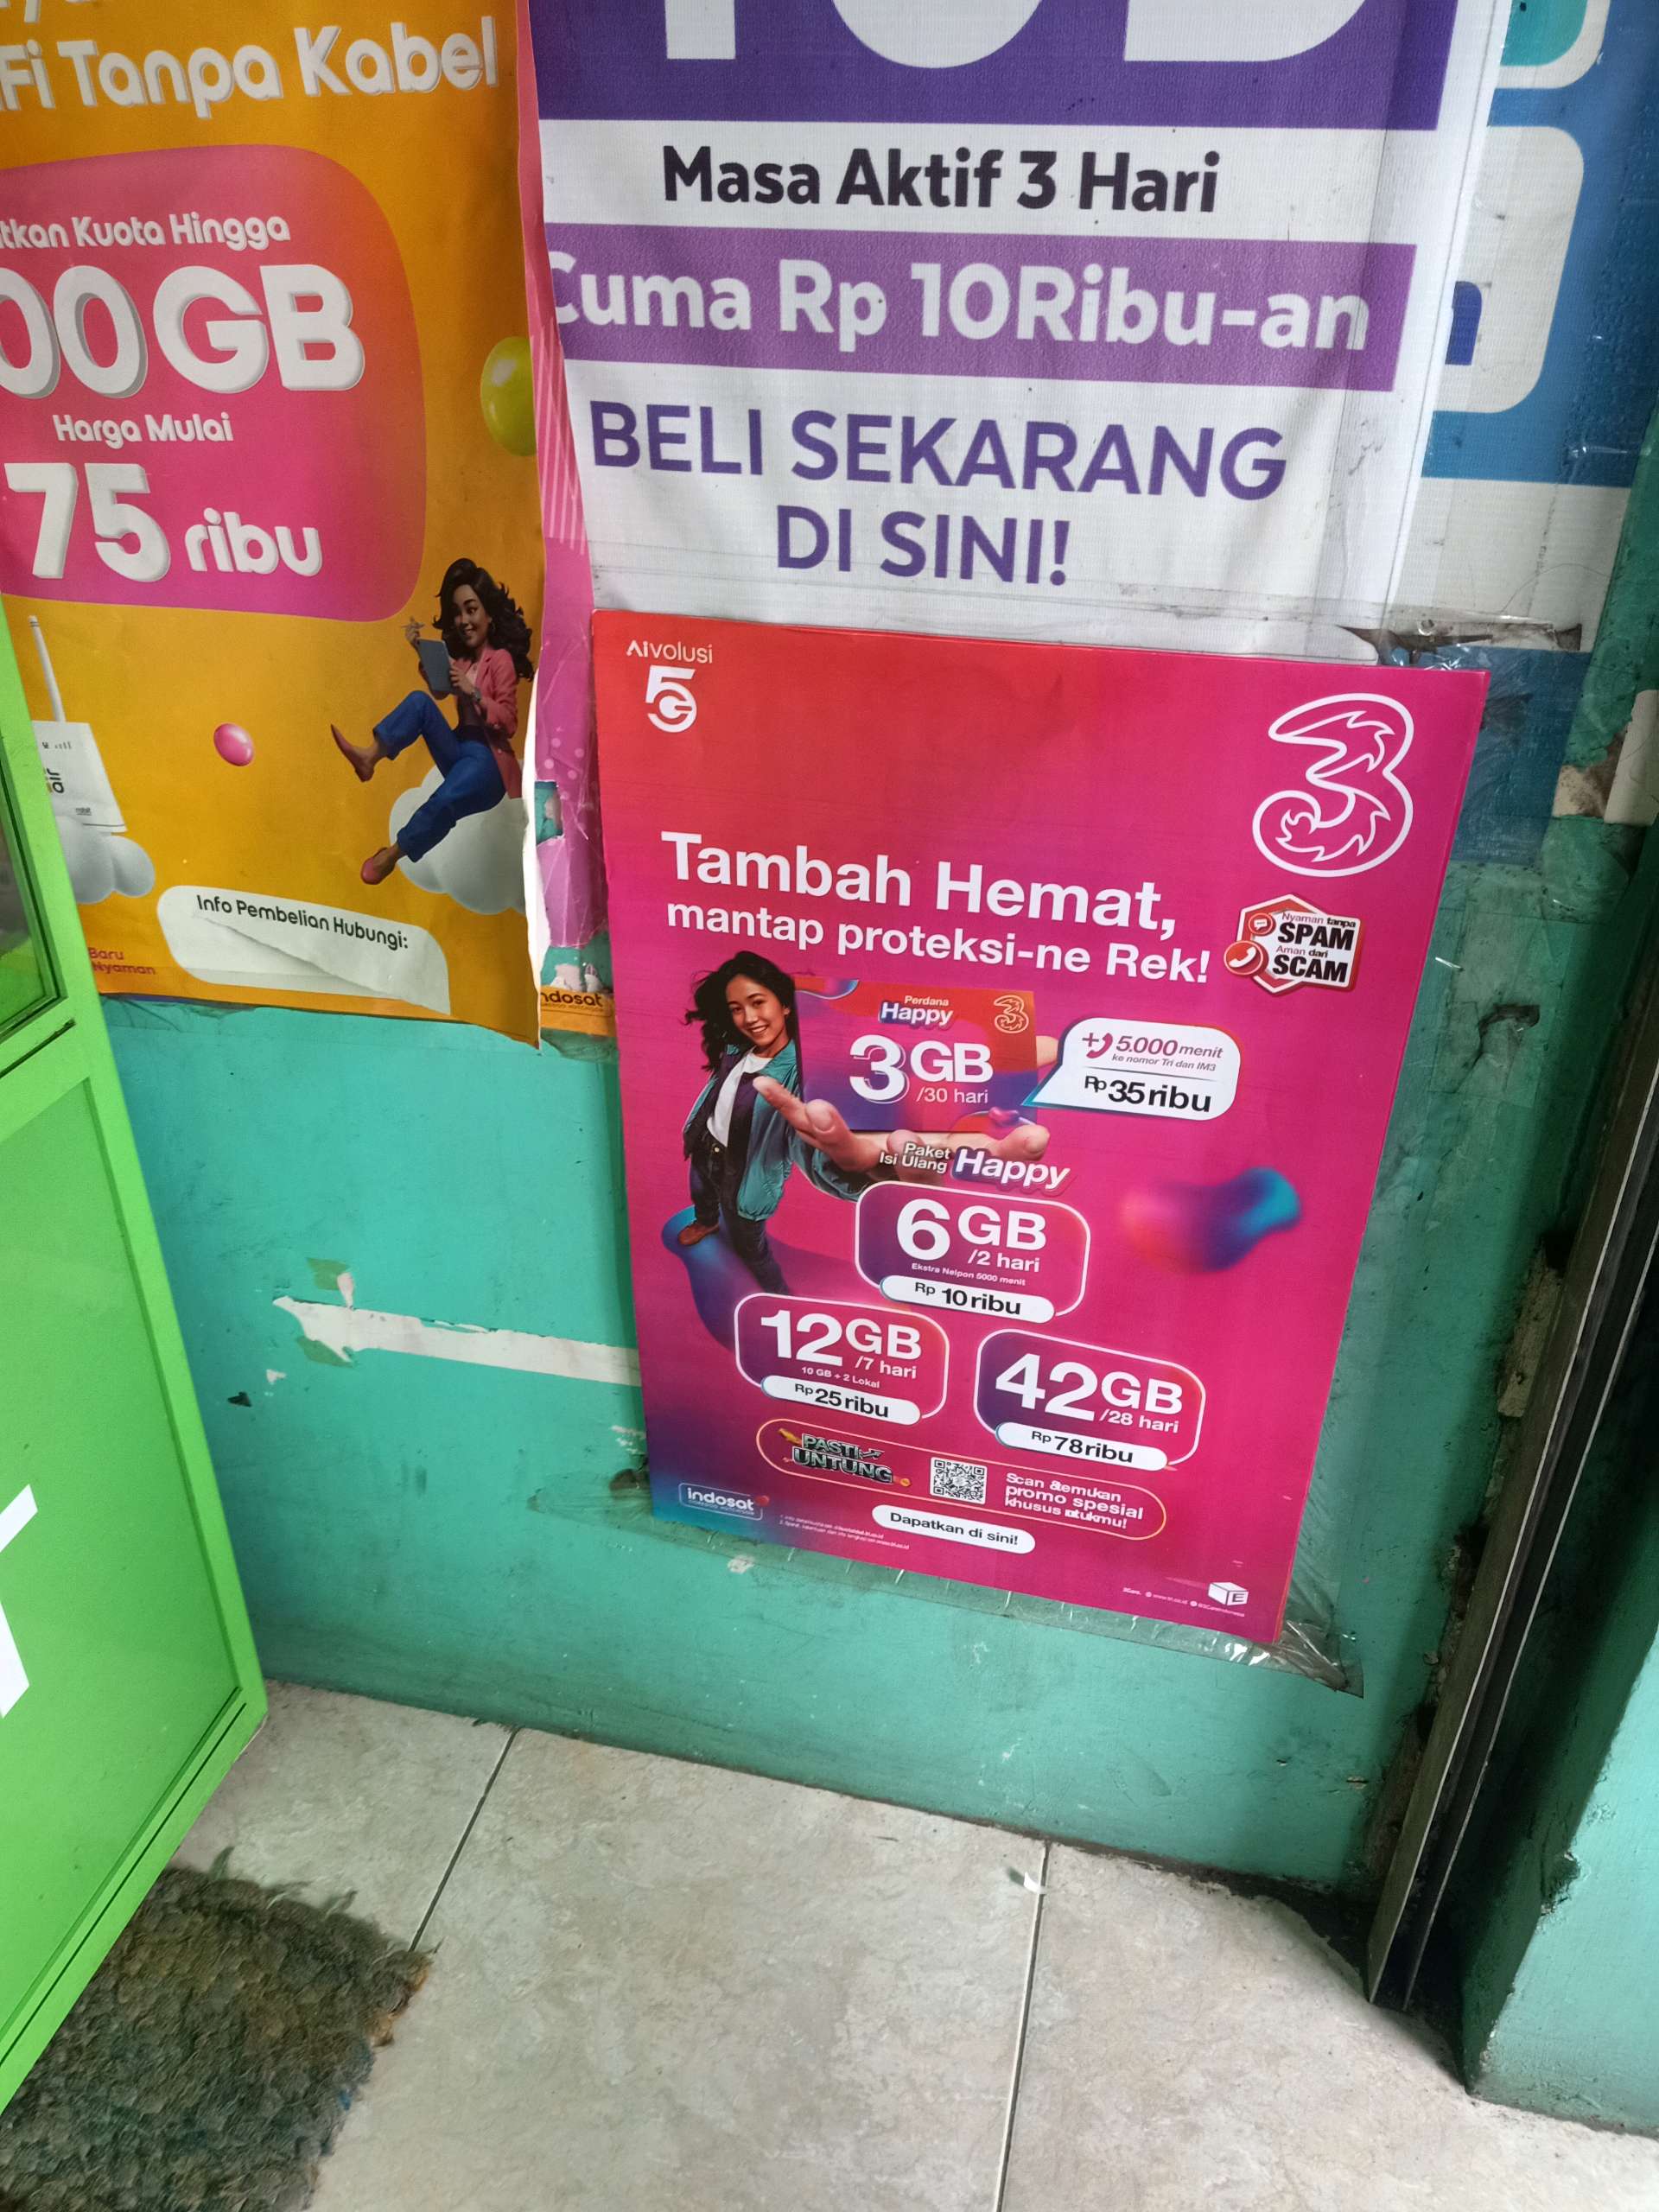 Fi Tanpa Kabel
tkan Kuota Hingga
00GB
Harga Mulai
75 ribu
Info Pembelian Hubungi:
Baru
Nyaman
ndosat
Masa Aktif 3 Hari
Cuma Rp 10Ribu-an
BELI SEKARANG
DI SINI!
AIvolusi
5G
3
Tambah Hemat,
mantap proteksi-ne Rek!
Nyaman tanpa
SPAM
Aman dari
SCAM
Perdana
Happy
3
3GB
/30 hari
+5.000 menit
ke nomor Tri dan IM3
Rp35ribu
Paket
Isi Ulang Happy
6GB
/2 hari
Ekstra Nelpon 5000 menit
Rp 10ribu
12GB
/7 hari
10 GB + 2 Lokal
Rp25ribu
42GB
/28 hari
Rp78ribu
PASTI
UNTUNG
Scan &temukan
promo spesial
khusus untukmu!
indosat
Dapatkan di sini!
E